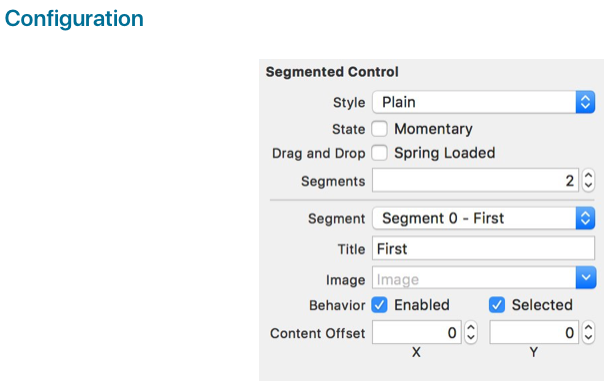 Configuration
Segmented Control
Style Plain
State Momentary
Drag and Drop Spring Loaded
Segments 2
Segment Segment 0 - First
Title First
Image Image
Behavior Enabled Selected
Content Offset 0 0
X Y